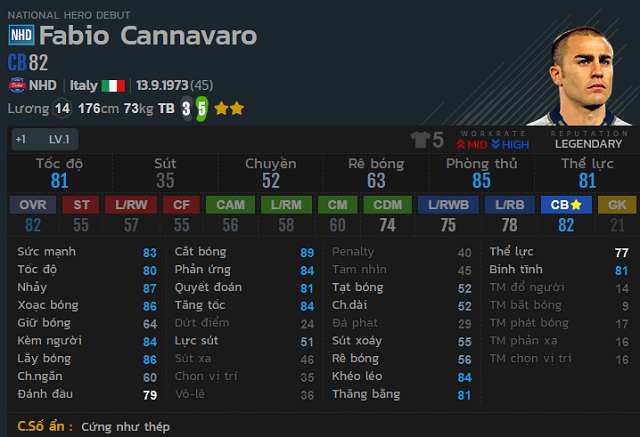 NATIONAL HERO DEBUT
NHD Fabio Cannavaro
CB 82
NHD Italy 13.9.1973 (45)
Lương 14 176cm 73kg TB 3 5
+1 LV.1
5 WORKRATE MID HIGH REPUTATION LEGENDARY
Tốc độ Sút Chuyền Rê bóng Phòng thủ Thể lực
81 35 52 63 85 81
OVR ST L/RW CF CAM L/RM CM CDM L/RWB L/RB CB GK
82 55 57 55 56 58 60 74 75 78 82 21
Sức mạnh 83 Cắt bóng 89 Penalty 40 Thể lực 77
Tốc độ 80 Phản ứng 84 Tầm nhìn 45 Bình tĩnh 81
Nhảy 87 Quyết đoán 81 Tạt bóng 52 TM đổ người 14
Xoạc bóng 86 Tăng tốc 84 Ch.dài 52 TM bắt bóng 9
Giữ bóng 64 Dứt điểm 24 Đá phạt 29 TM phát bóng 17
Kèm người 84 Lực sút 51 Sút xoáy 55 TM phản xạ 16
Lấy bóng 86 Sút xa 46 Rê bóng 56 TM chọn vị trí 16
Ch.ngắn 60 Chọn vị trí 35 Khéo léo 84
Đánh đầu 79 Vô-lê 36 Thăng bằng 81
C.Số ẩn : Cứng như thép